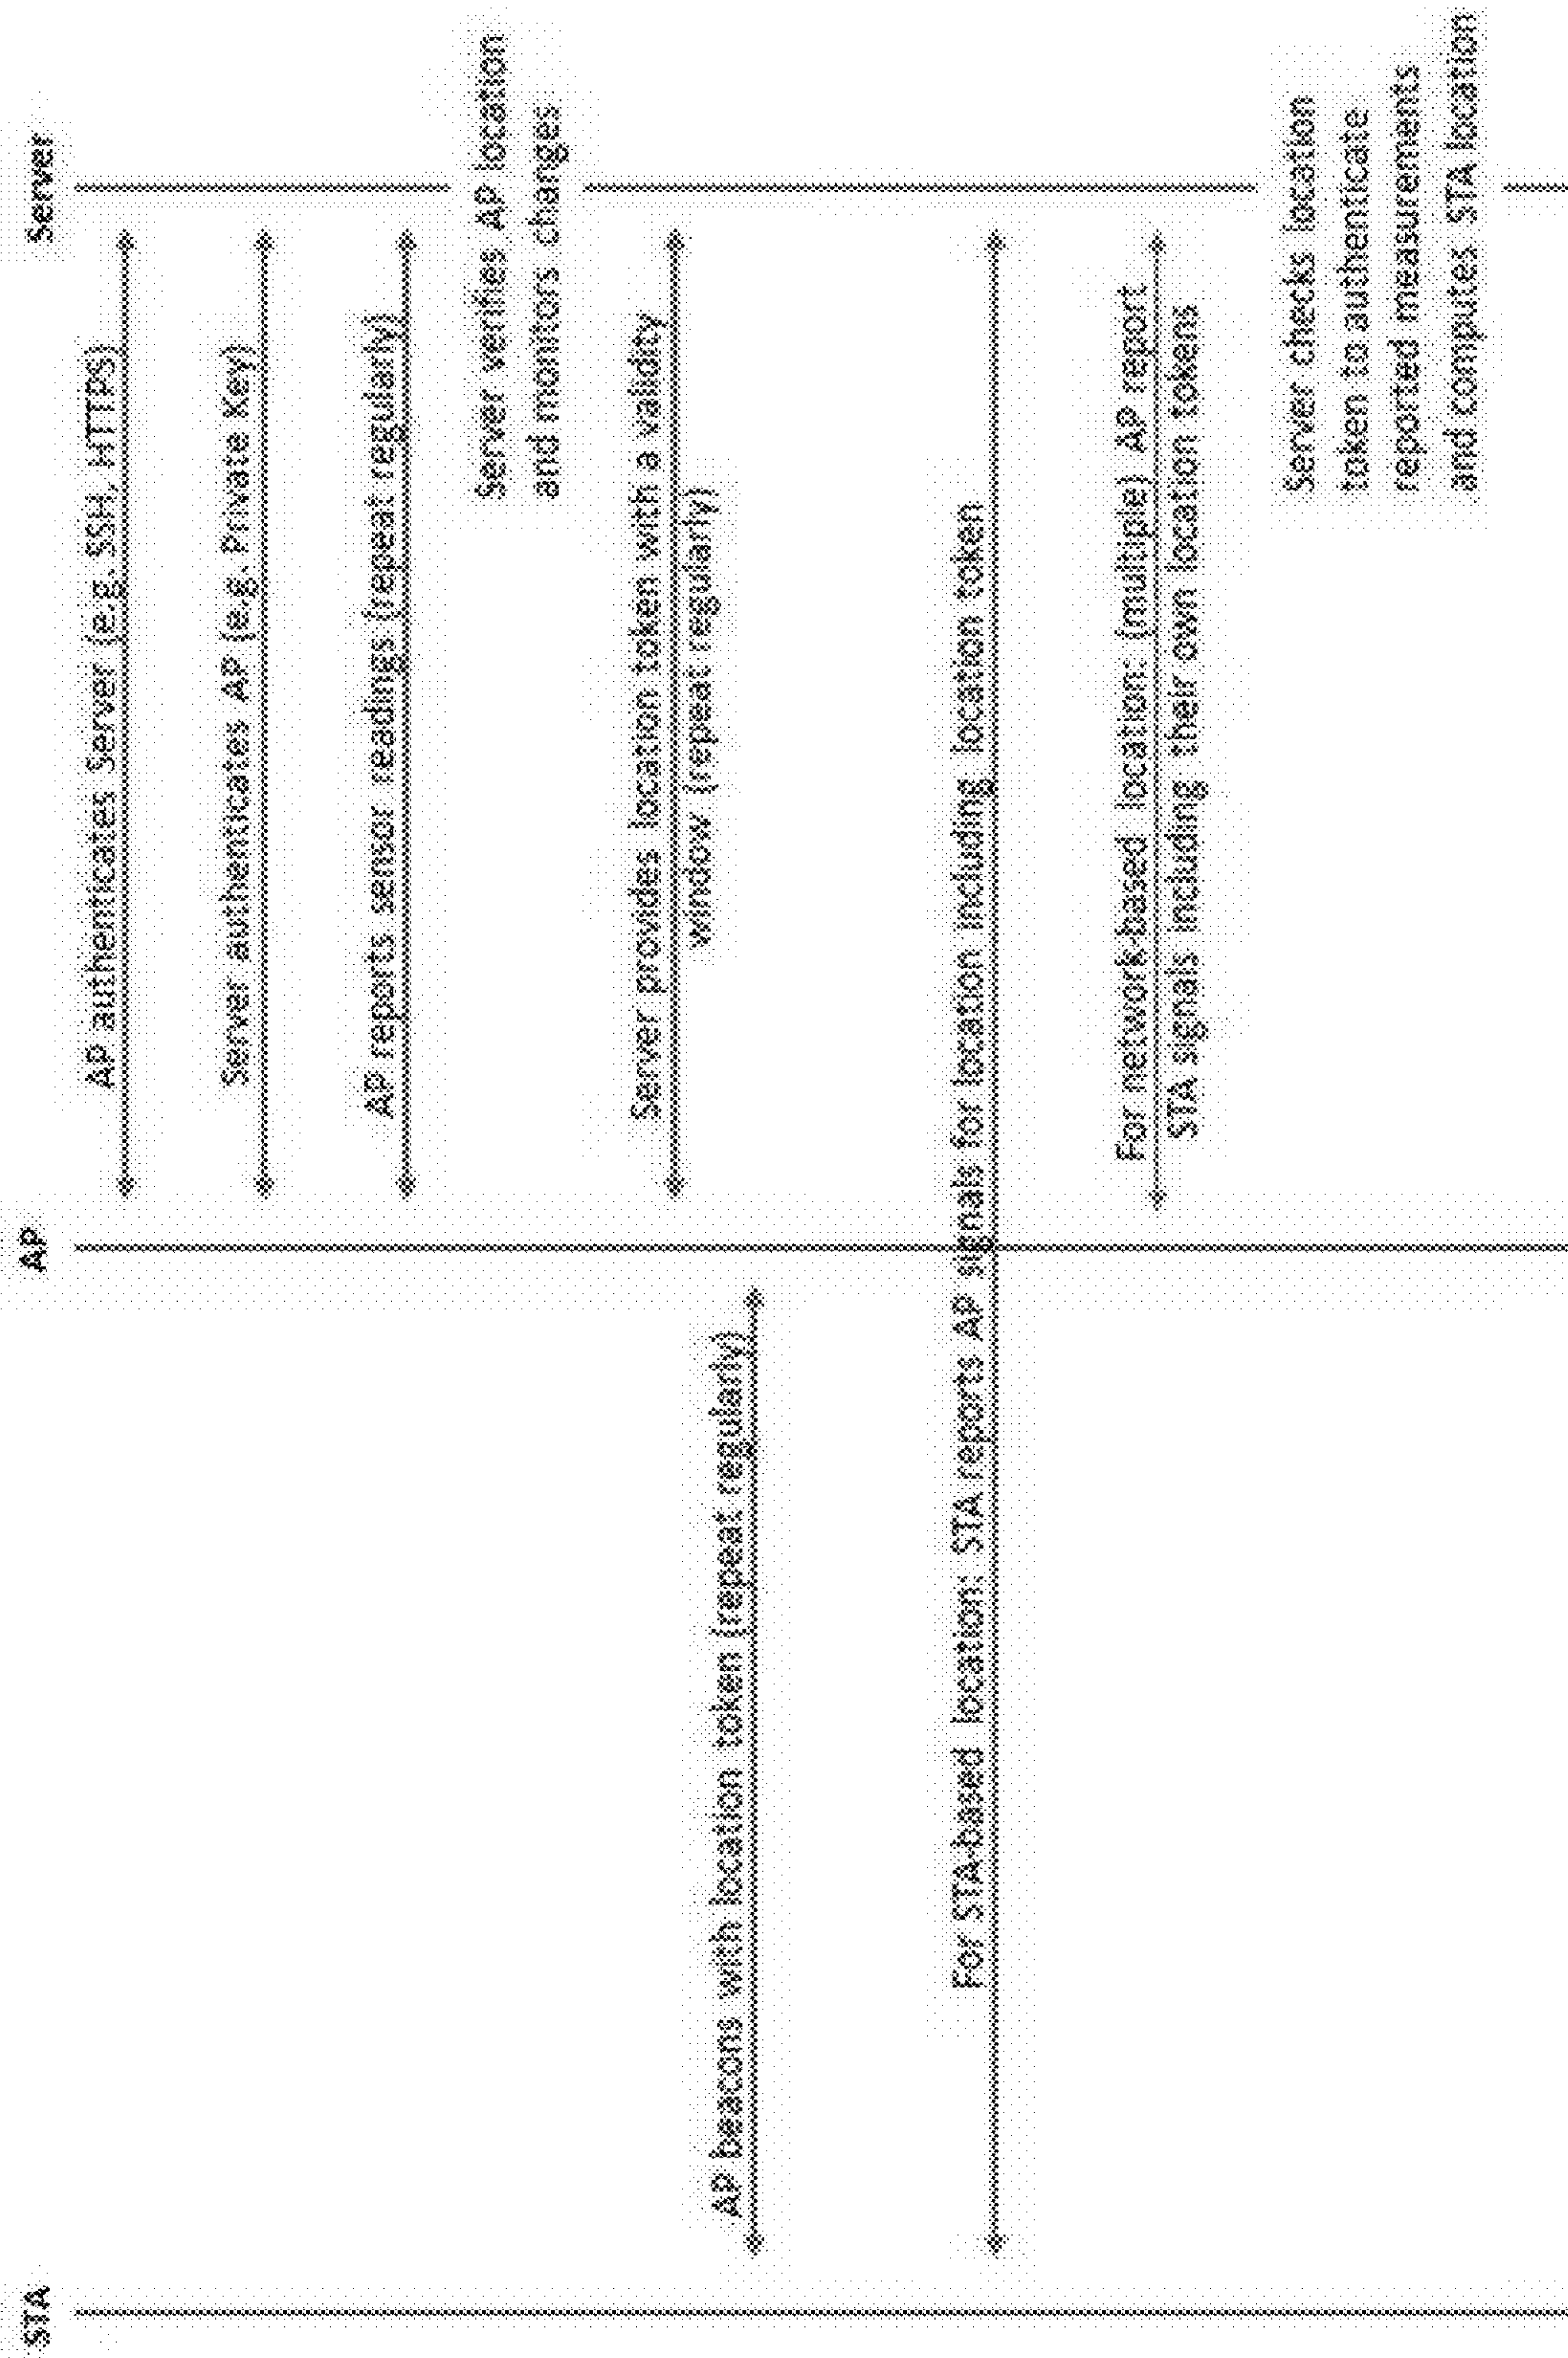 STA
AP
Server
AP authenticates Server (e.g. SSH, HTTPS)
Server authenticates AP (e.g. Private Key)
AP reports sensor readings (repeat regularly)
Server verifies AP location
and monitors changes
Server provides location token with a validity
window (repeat regularly)
AP beacons with location token (repeat regularly)
For STA-based location: STA reports AP signals for location including location token
For network-based location: (multiple) AP report
STA signals including their own location tokens
Server checks location
token to authenticate
reported measurements
and computes STA location